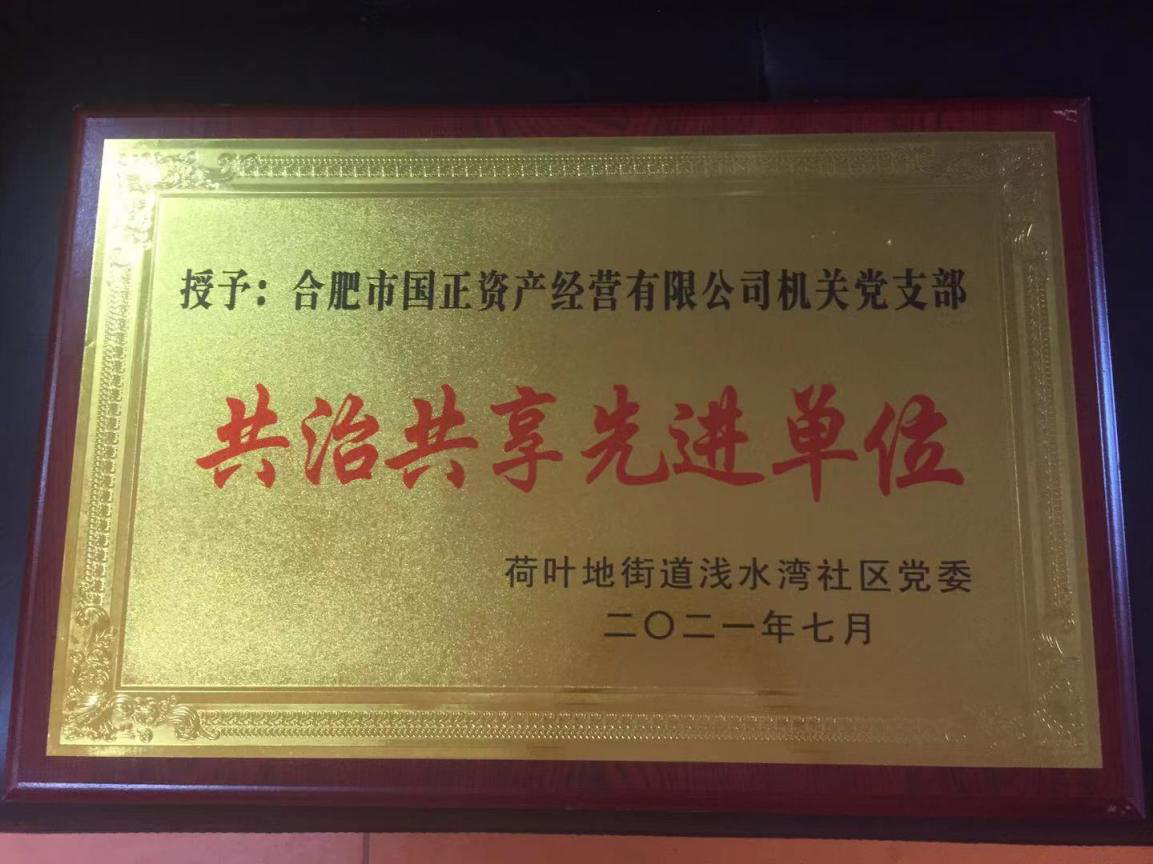 授予：合肥市国正资产经营有限公司机关党支部
共治共享先进单位
荷叶地街道浅水湾社区党委
二〇二一年七月